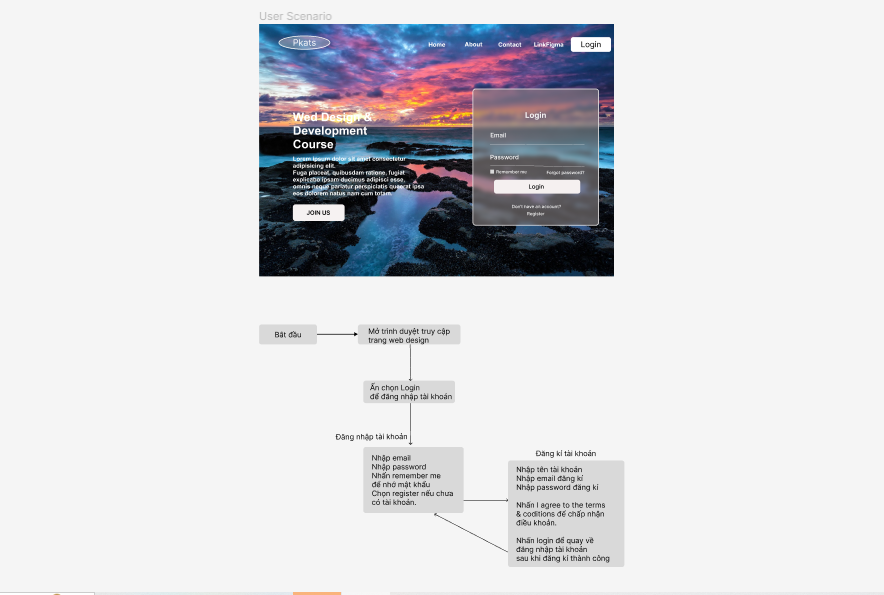 User Scenario
Pkats
Home
About
Contact
LinkFigma
Login
Wed Design &
Development
Course
Lorem ipsum dolor sit amet consectetur
adipisicing elit.
Fuga placeat, quibusdam ratione, fugiat
explicabo ipsam ducimus adipisci esse,
omnis neque pariatur perspiciatis quaerat ipsa
eos dolorem natus nam cum totam.
JOIN US
Login
Email
Password
Remember me
Forgot password?
Login
Don't have an account?
Register
Bắt đầu
Mở trình duyệt truy cập
trang web design
Ấn chọn Login
để đăng nhập tài khoản
Đăng nhập tài khoản
Nhập email
Nhập password
Nhấn remember me
để nhớ mật khẩu
Chọn register nếu chưa
có tài khoản.
Đăng kí tài khoản
Nhập tên tài khoản
Nhập email đăng kí
Nhập password đăng kí
Nhấn I agree to the terms
& coditions để chấp nhận
điều khoản.
Nhấn login để quay về
đăng nhập tài khoản
sau khi đăng kí thành công